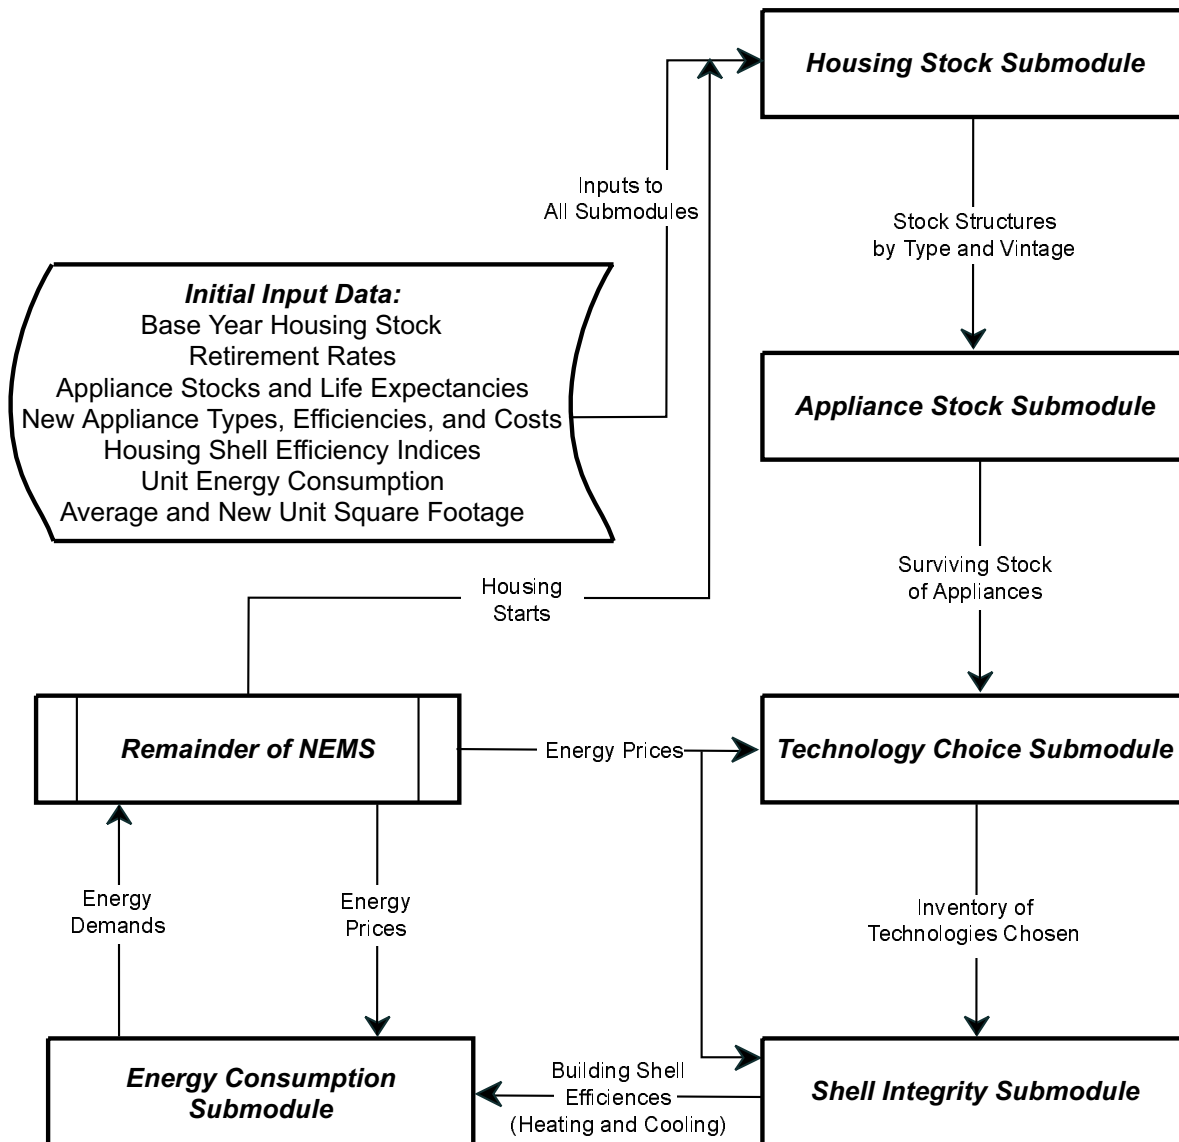 Housing Stock Submodule
Inputs to
All Submodules
Stock Structures
by Type and Vintage
Initial Input Data:
Base Year Housing Stock
Retirement Rates
Appliance Stocks and Life Expectancies
New Appliance Types, Efficiencies, and Costs
Housing Shell Efficiency Indices
Unit Energy Consumption
Average and New Unit Square Footage
Appliance Stock Submodule
Housing
Starts
Surviving Stock
of Appliances
Remainder of NEMS
Energy Prices
Technology Choice Submodule
Energy
Demands
Energy
Prices
Inventory of
Technologies Chosen
Energy Consumption
Submodule
Building Shell
Efficiences
(Heating and Cooling)
Shell Integrity Submodule